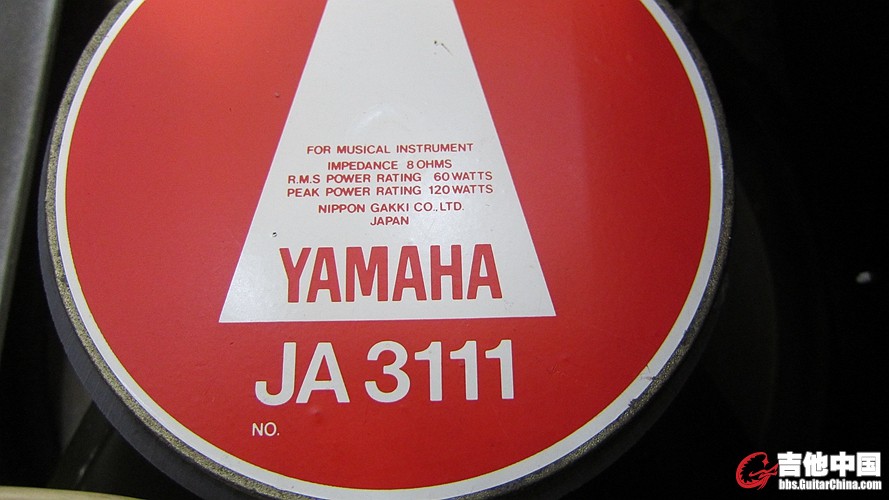 FOR MUSICAL INSTRUMENT
IMPEDANCE 8 OHMS
R.M.S POWER RATING 60 WATTS
PEAK POWER RATING 120 WATTS
NIPPON GAKKI CO.,LTD.
JAPAN
YAMAHA
JA 3111
NO.
吉他中国
bbs.GuitarChina.com